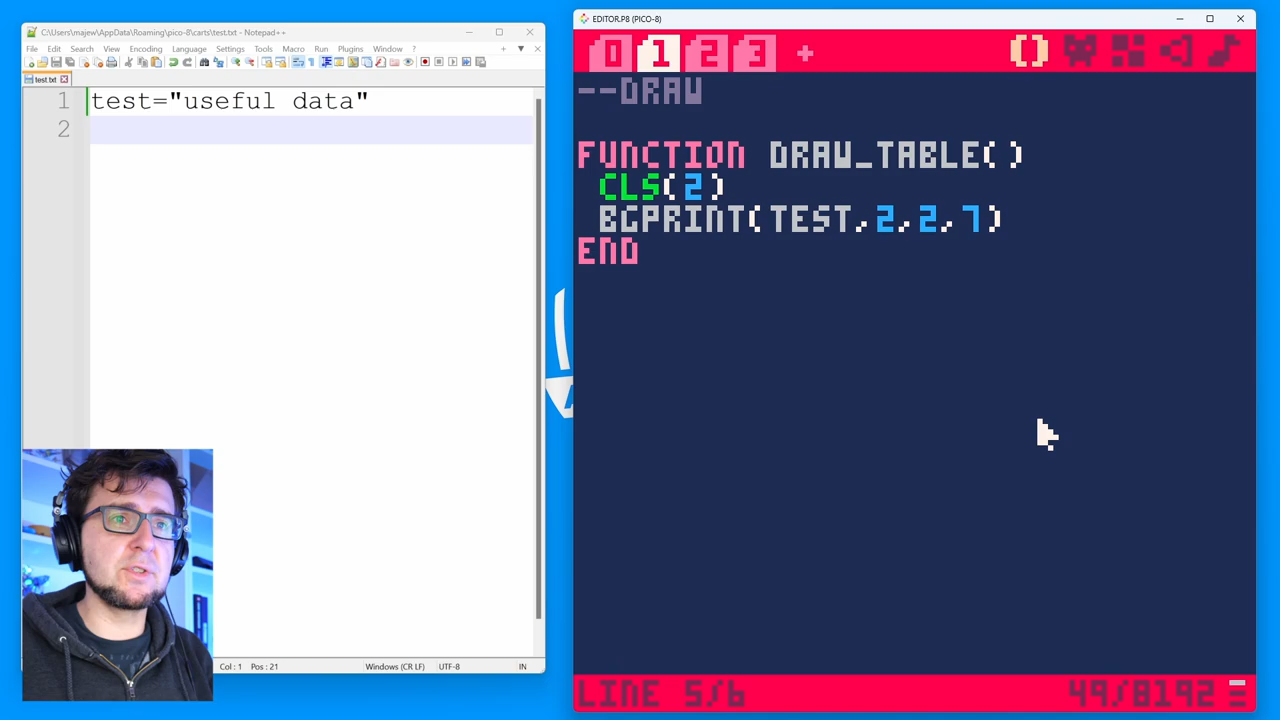 C:\Users\majew\AppData\Roaming\pico-8\carts\test.txt - Notepad++
File Edit Search View Encoding Language Settings Tools Macro Run Plugins Window ?
test.txt
1 test="useful data"
2
Col : 1 Pos : 21 Windows (CR LF) UTF-8 IN
EDITOR.P8 (PICO-8)
0 1 2 3 +
--DRAW
FUNCTION DRAW_TABLE()
CLS(2)
BGPRINT(TEST,2,2,7)
END
LINE 5/6 49/8192